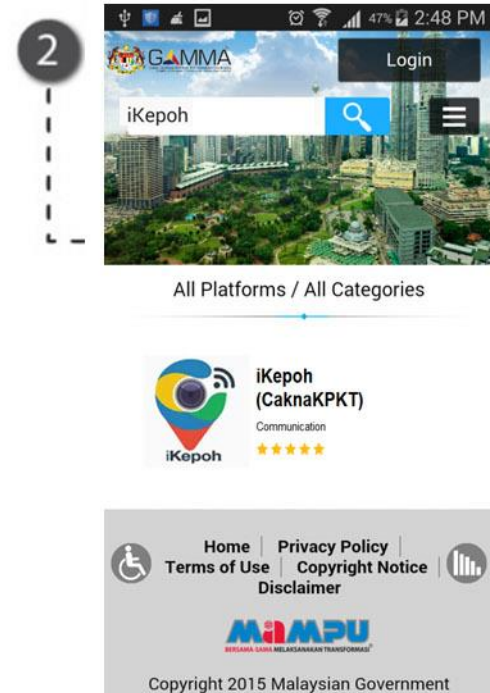 2
47% 2:48 PM
GAMMA
Login
iKepoh
All Platforms / All Categories
iKepoh
(CaknaKPKT)
Communication
iKepoh
Home | Privacy Policy |
Terms of Use | Copyright Notice |
Disclaimer
MAMPU
BERSAMA-SAMA MELAKSANAKAN TRANSFORMASI
Copyright 2015 Malaysian Government